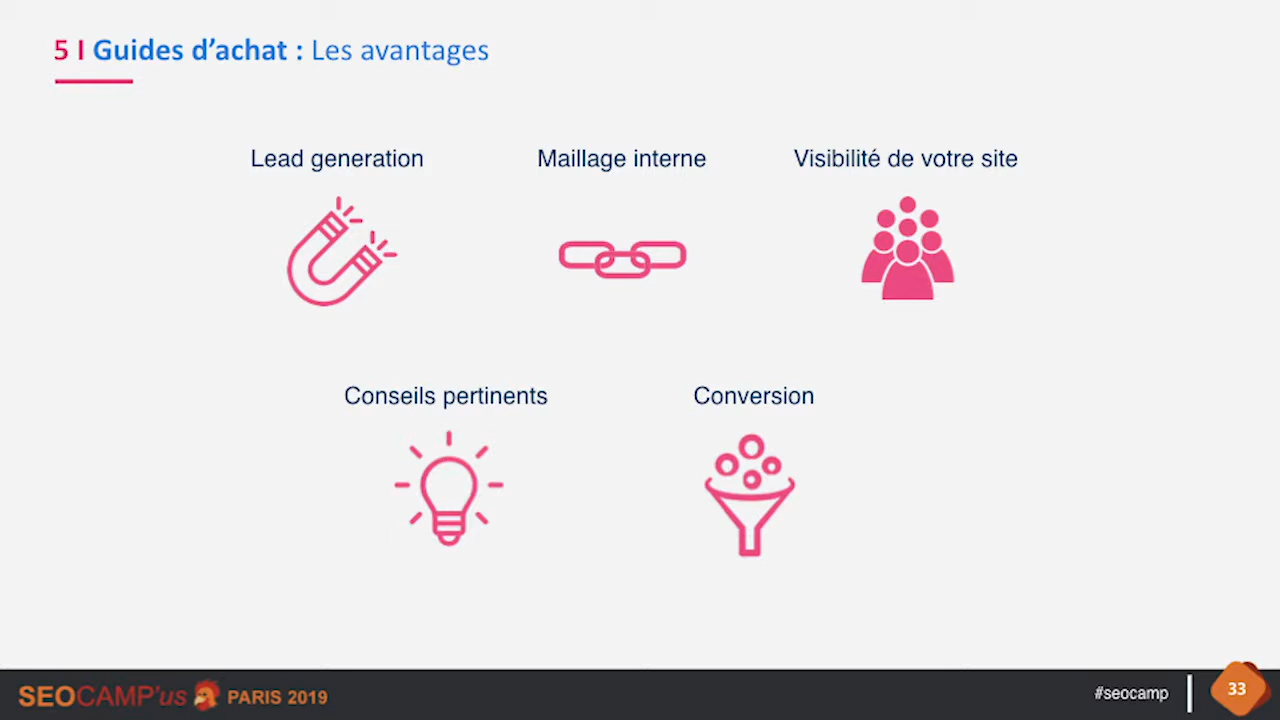 5 I Guides d’achat : Les avantages
Lead generation
Maillage interne
Visibilité de votre site
Conseils pertinents
Conversion
SEOCAMP’us PARIS 2019
#seocamp
33